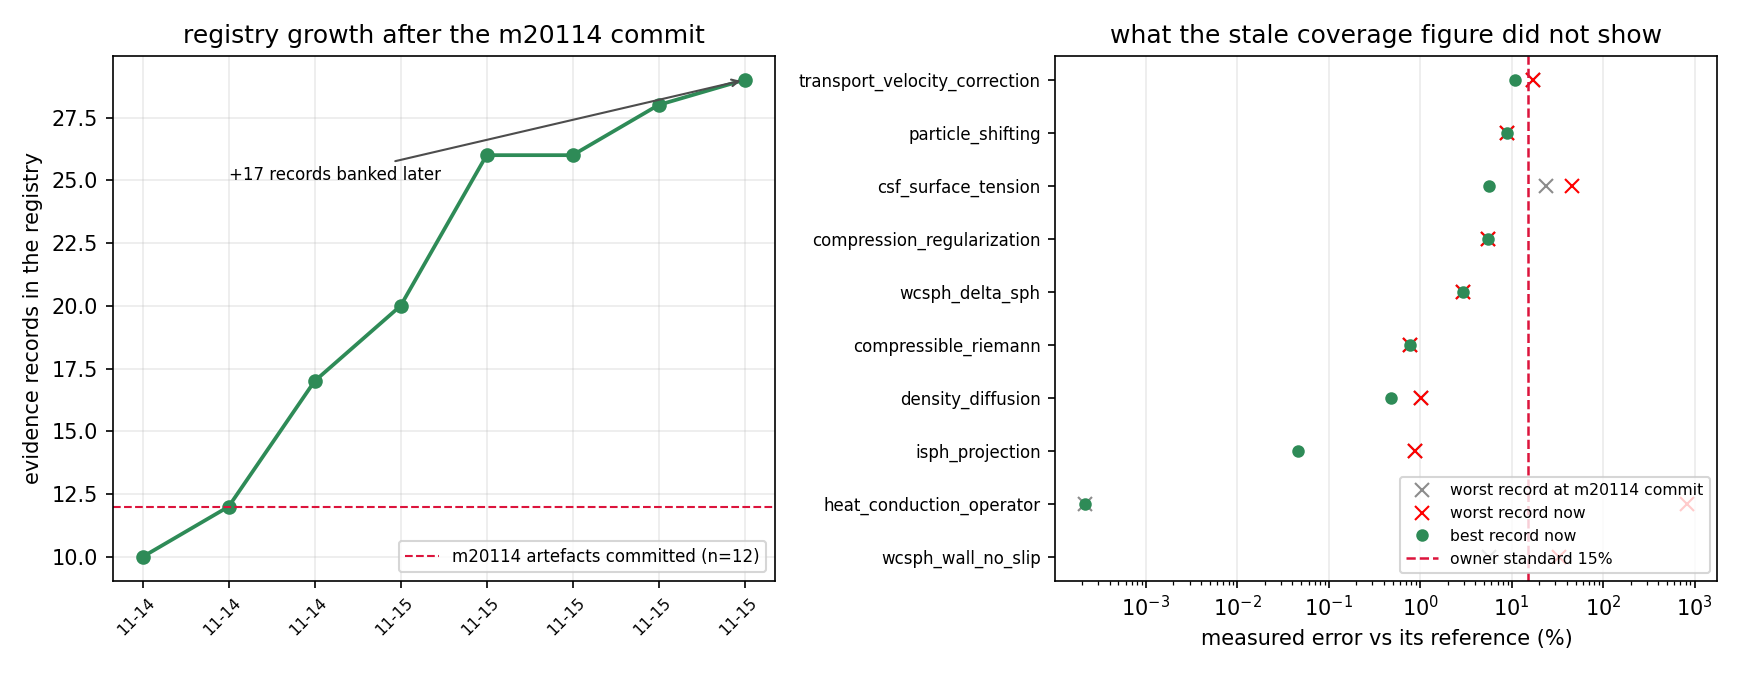 registry growth after the m20114 commit
evidence records in the registry
27.5
25.0
22.5
20.0
17.5
15.0
12.5
10.0
+17 records banked later
m20114 artefacts committed (n=12)
11-14
11-14
11-14
11-15
11-15
11-15
11-15
11-15
what the stale coverage figure did not show
transport_velocity_correction
particle_shifting
csf_surface_tension
compression_regularization
wcsph_delta_sph
compressible_riemann
density_diffusion
isph_projection
heat_conduction_operator
wcsph_wall_no_slip
worst record at m20114 commit
worst record now
best record now
owner standard 15%
10⁻³
10⁻²
10⁻¹
10⁰
10¹
10²
10³
measured error vs its reference (%)